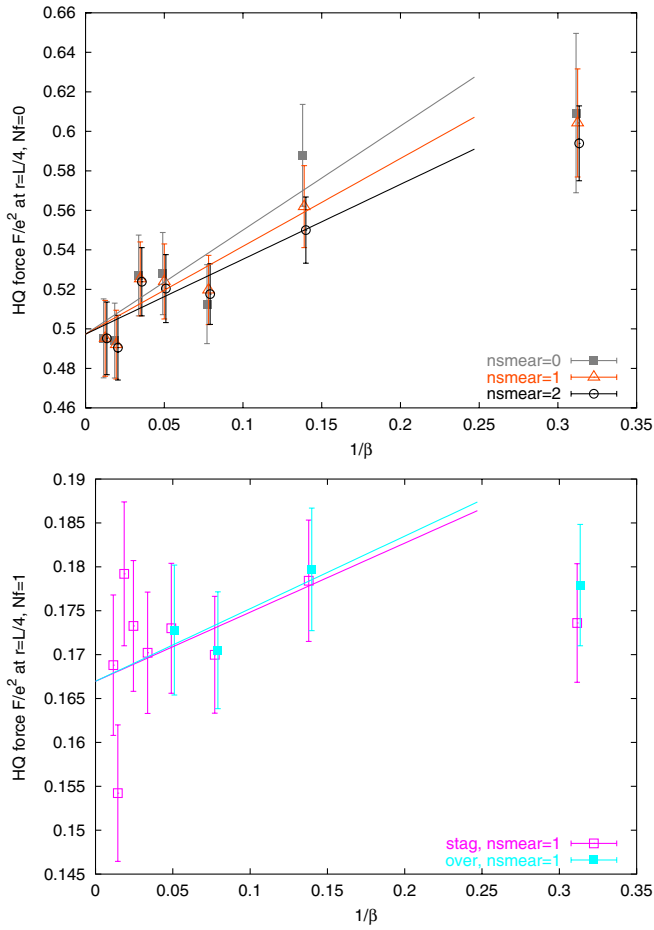 0.66
0.64
0.62
0.6
0.58
0.56
0.54
0.52
0.5
0.48
0.46
HQ force F/e² at r=L/4, Nf=0
nsmear=0
nsmear=1
nsmear=2
0 0.05 0.1 0.15 0.2 0.25 0.3 0.35
1/β
0.19
0.185
0.18
0.175
0.17
0.165
0.16
0.155
0.15
0.145
HQ force F/e² at r=L/4, Nf=1
stag, nsmear=1
over, nsmear=1
0 0.05 0.1 0.15 0.2 0.25 0.3 0.35
1/β